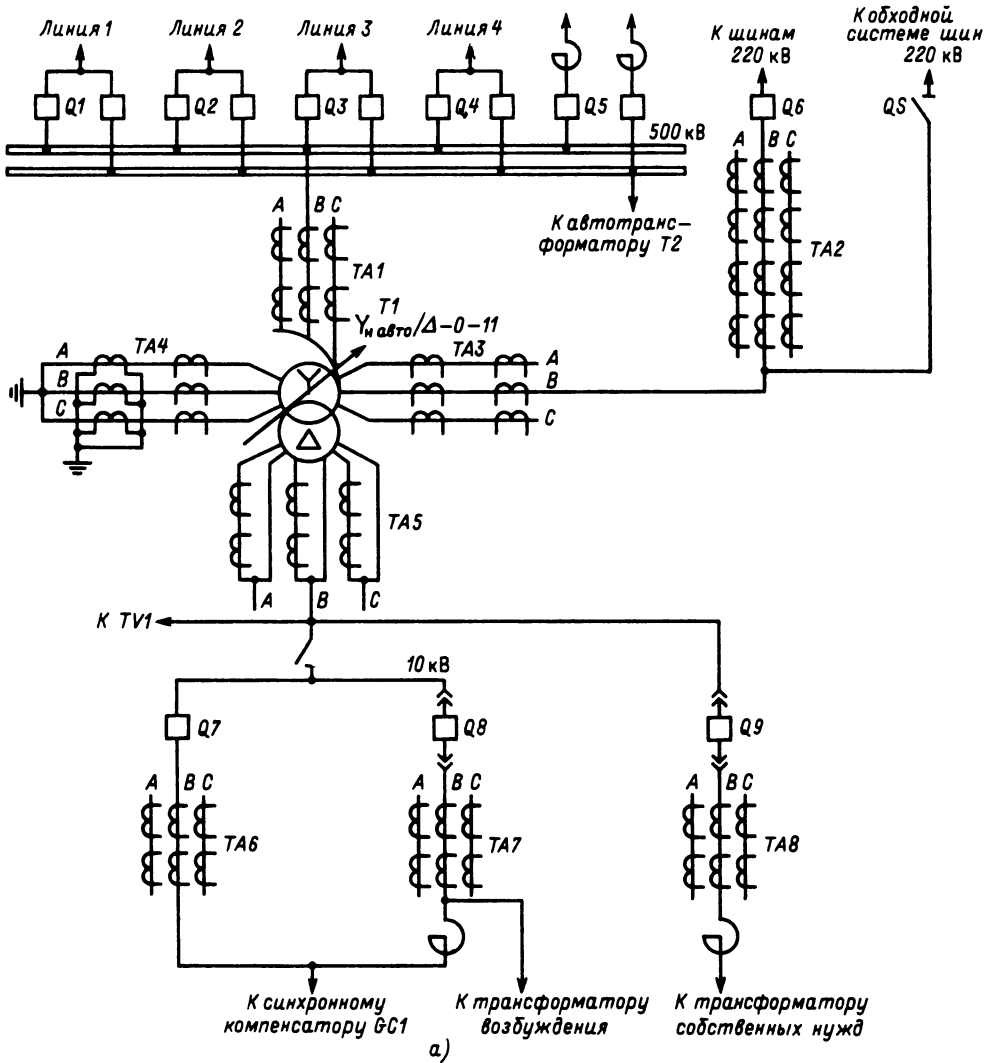 Линия 1
Линия 2
Линия 3
Линия 4
К шинам
220 кВ
К обходной
системе шин
220 кВ
Q1
Q2
Q3
Q4
Q5
Q6
QS
500 кВ
A B C
A B C
К автотранс-
форматору Т2
TA1
TA2
T1
Yн авто/Δ-0-11
A
TA4
TA3
A
B
B
C
C
TA5
A
B
C
К TV1
10 кВ
Q7
Q8
Q9
A B C
A B C
A B C
TA6
TA7
TA8
К синхронному
компенсатору GC1
К трансформатору
возбуждения
К трансформатору
собственных нужд
а)